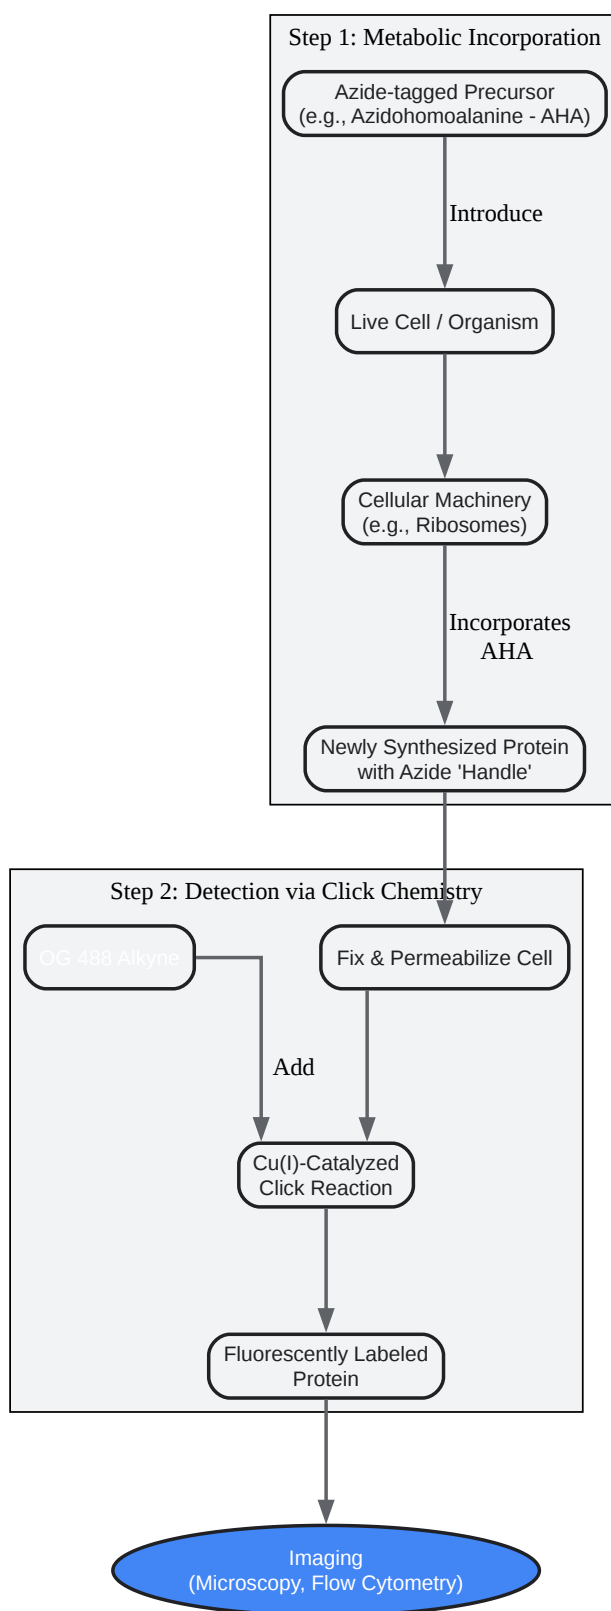 Step 1: Metabolic Incorporation
Azide-tagged Precursor
(e.g., Azidohomoalanine - AHA)
Introduce
Live Cell / Organism
Cellular Machinery
(e.g., Ribosomes)
Incorporates
AHA
Newly Synthesized Protein
with Azide 'Handle'
Step 2: Detection via Click Chemistry
OG 488 Alkyne
Fix & Permeabilize Cell
Add
Cu(I)-Catalyzed
Click Reaction
Fluorescently Labeled
Protein
Imaging
(Microscopy, Flow Cytometry)